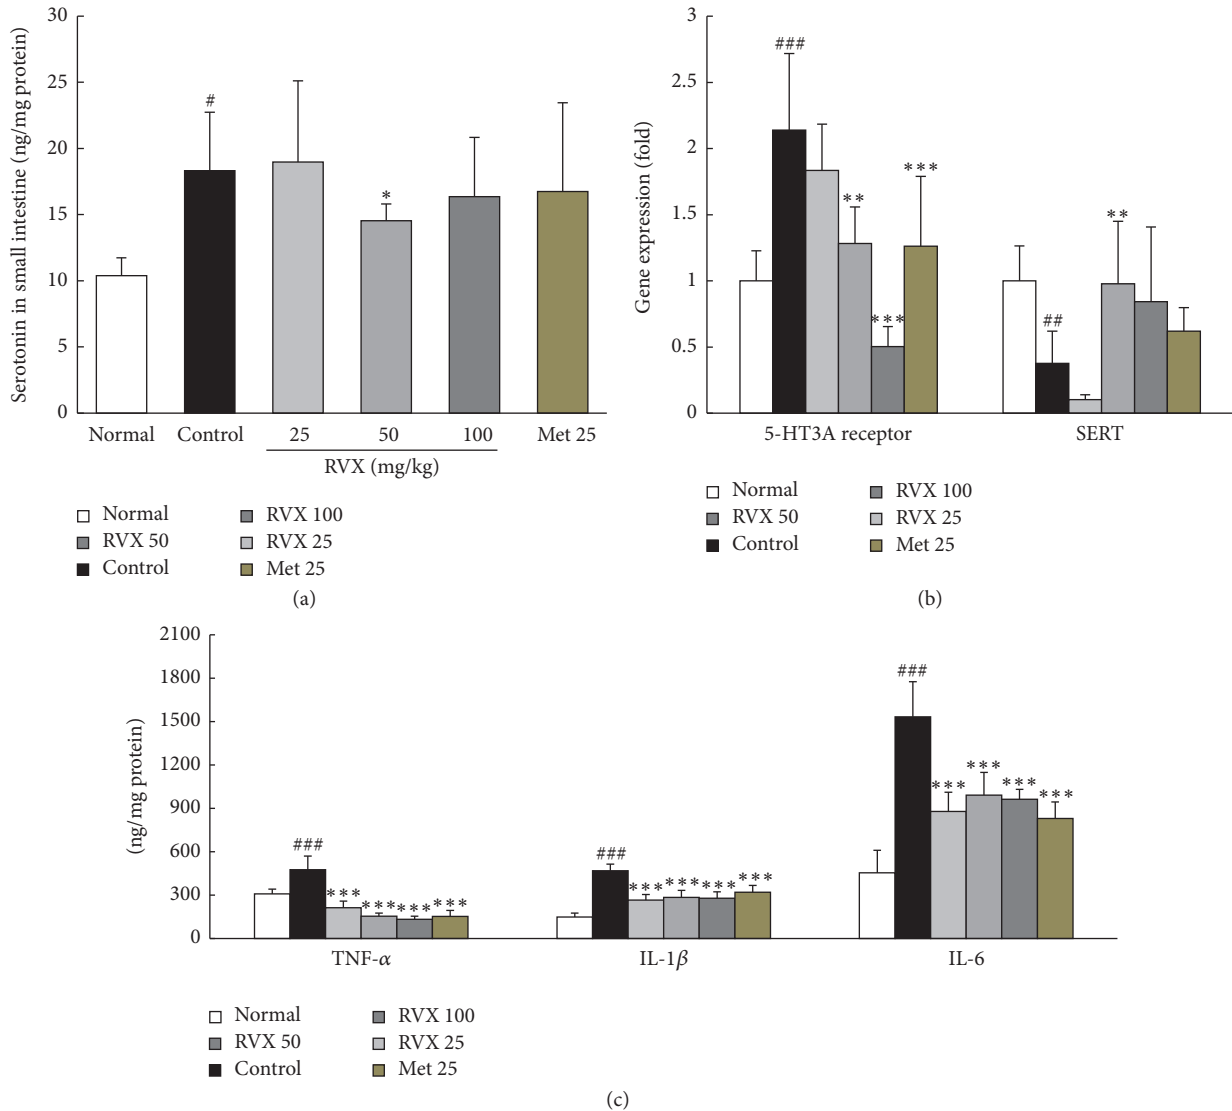 Serotonin in small intestine (ng/mg protein)
30
25
20
15
10
5
0
#
*
Normal Control 25 50 100 Met 25
RVX (mg/kg)
Normal RVX 100
RVX 50 RVX 25
Control Met 25
(a)
Gene expression (fold)
3
2.5
2
1.5
1
0.5
0
###
**
***
***
##
**
5-HT3A receptor SERT
Normal RVX 100
RVX 50 RVX 25
Control Met 25
(b)
(ng/mg protein)
2100
1800
1500
1200
900
600
300
0
###
***
***
***
***
###
***
***
***
***
###
***
***
***
***
TNF-α IL-1β IL-6
Normal RVX 100
RVX 50 RVX 25
Control Met 25
(c)